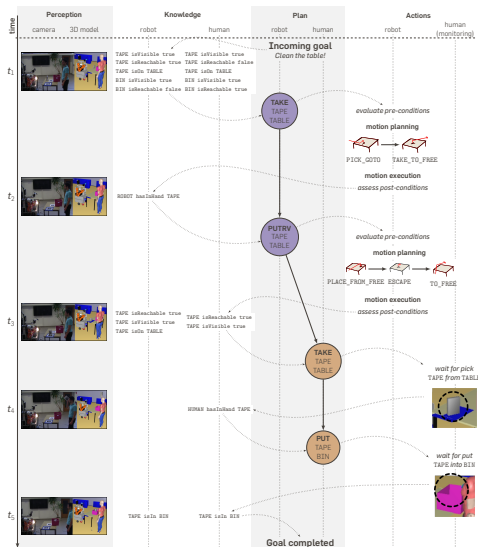 time
Perception
Knowledge
Plan
Actions
camera
3D model
robot
human
robot
human
robot
human
(monitoring)
Incoming goal
Clean the table!
t1
TAPE isVisible true
TAPE isVisible true
TAPE isReachable true
TAPE isReachable false
TAPE isOn TABLE
TAPE isOn TABLE
BIN isVisible true
BIN isVisible true
BIN isReachable false
BIN isReachable true
TAKE
TAPE
TABLE
evaluate pre-conditions
motion planning
PICK_GOTO
TAKE_TO_FREE
motion execution
assess post-conditions
t2
ROBOT hasInHand TAPE
PUTRV
TAPE
TABLE
evaluate pre-conditions
motion planning
PLACE_FROM_FREE
ESCAPE
TO_FREE
motion execution
assess post-conditions
t3
TAPE isReachable true
TAPE isReachable true
TAPE isVisible true
TAPE isVisible true
TAPE isOn TABLE
TAKE
TAPE
TABLE
wait for pick
TAPE from TABLE
t4
HUMAN hasInHand TAPE
PUT
TAPE
BIN
wait for put
TAPE into BIN
t5
TAPE isIn BIN
TAPE isIn BIN
Goal completed